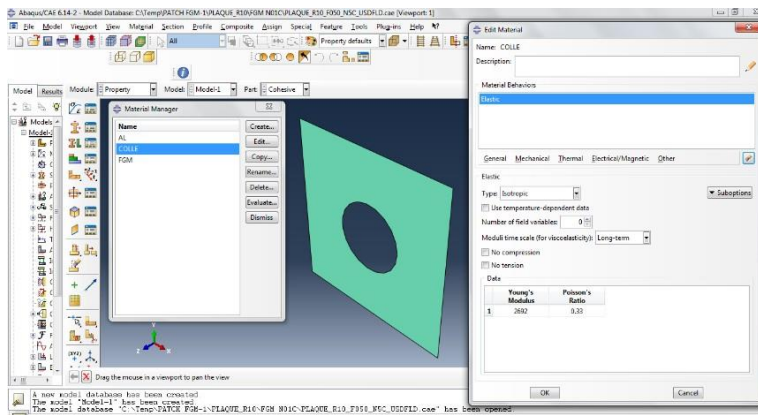 Abaqus/CAE 6.14-2 - Model Database: C:\Temp\PATCH FGM-1\PLAQUE_R10\FGM N01C\PLAQUE_R10_F050_N5C_USDFLD.cae [Viewport: 1]
File Model Viewport View Material Section Profile Composite Assign Special Feature Tools Plug-ins Help
All
Property defaults
Model Results Module: Property Model: Model-1 Part: Cohesive
Models
Model-1
Material Manager
Name
AL
COLLE
FGM
Create...
Edit...
Copy...
Rename...
Delete...
Evaluate...
Dismiss
Drag the mouse in a viewport to pan the view
A new model database has been created
The model "Model-1" has been created
The model database "C:\Temp\PATCH FGM-1\PLAQUE_R10\FGM N01C\PLAQUE_R10_F050_N5C_USDFLD.cae" has been opened.
Edit Material
Name: COLLE
Description:
Material Behaviors
Elastic
General Mechanical Thermal Electrical/Magnetic Other
Elastic
Type: Isotropic
Suboptions
Use temperature-dependent data
Number of field variables: 0
Moduli time scale (for viscoelasticity): Long-term
No compression
No tension
Data
Young's Modulus
Poisson's Ratio
1 2692 0.33
OK Cancel